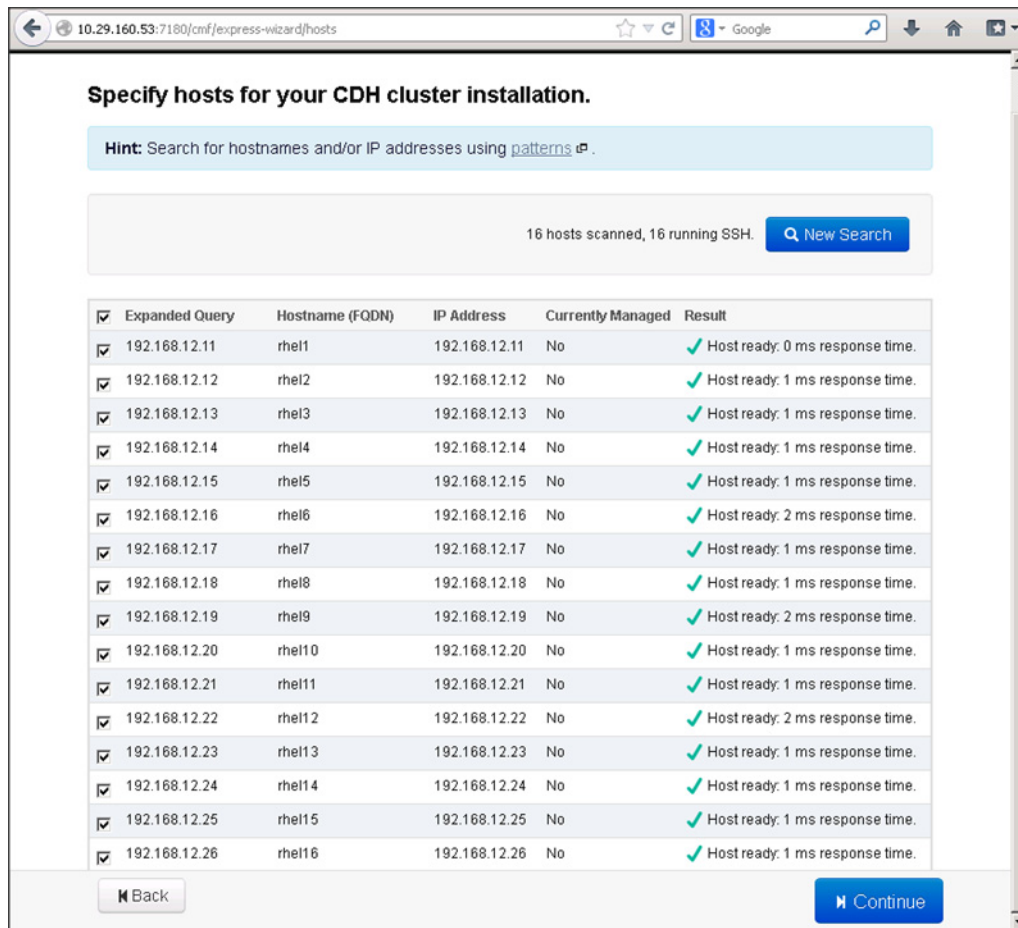 10.29.160.53:7180/cmf/express-wizard/hosts Google
Specify hosts for your CDH cluster installation.
Hint: Search for hostnames and/or IP addresses using patterns .
16 hosts scanned, 16 running SSH. New Search
Expanded Query Hostname (FQDN) IP Address Currently Managed Result
192.168.12.11 rhel1 192.168.12.11 No Host ready: 0 ms response time.
192.168.12.12 rhel2 192.168.12.12 No Host ready: 1 ms response time.
192.168.12.13 rhel3 192.168.12.13 No Host ready: 1 ms response time.
192.168.12.14 rhel4 192.168.12.14 No Host ready: 1 ms response time.
192.168.12.15 rhel5 192.168.12.15 No Host ready: 1 ms response time.
192.168.12.16 rhel6 192.168.12.16 No Host ready: 2 ms response time.
192.168.12.17 rhel7 192.168.12.17 No Host ready: 1 ms response time.
192.168.12.18 rhel8 192.168.12.18 No Host ready: 1 ms response time.
192.168.12.19 rhel9 192.168.12.19 No Host ready: 2 ms response time.
192.168.12.20 rhel10 192.168.12.20 No Host ready: 1 ms response time.
192.168.12.21 rhel11 192.168.12.21 No Host ready: 1 ms response time.
192.168.12.22 rhel12 192.168.12.22 No Host ready: 2 ms response time.
192.168.12.23 rhel13 192.168.12.23 No Host ready: 1 ms response time.
192.168.12.24 rhel14 192.168.12.24 No Host ready: 1 ms response time.
192.168.12.25 rhel15 192.168.12.25 No Host ready: 1 ms response time.
192.168.12.26 rhel16 192.168.12.26 No Host ready: 1 ms response time.
Back Continue